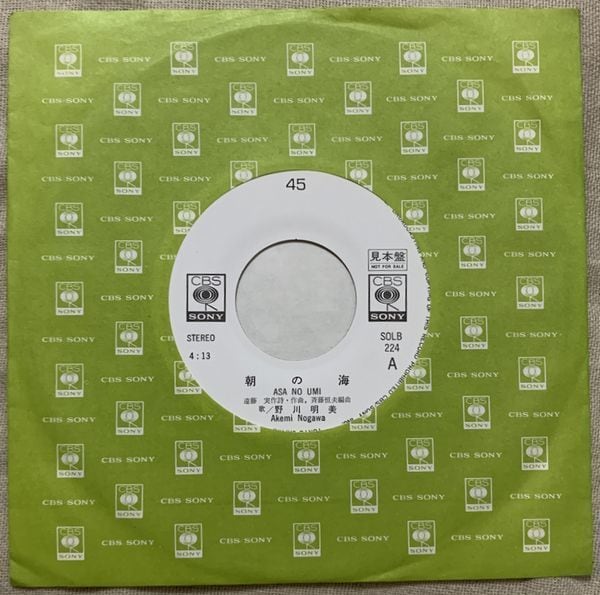 45
見本盤
NOT FOR SALE
CBS
SONY
CBS
SONY
STEREO
4:13
SOLB
224
A
朝の海
ASA NO UMI
遠藤 実作詩・作曲, 斉藤恒夫編曲
歌/野川明美
Akemi Nogawa
CBS SONY